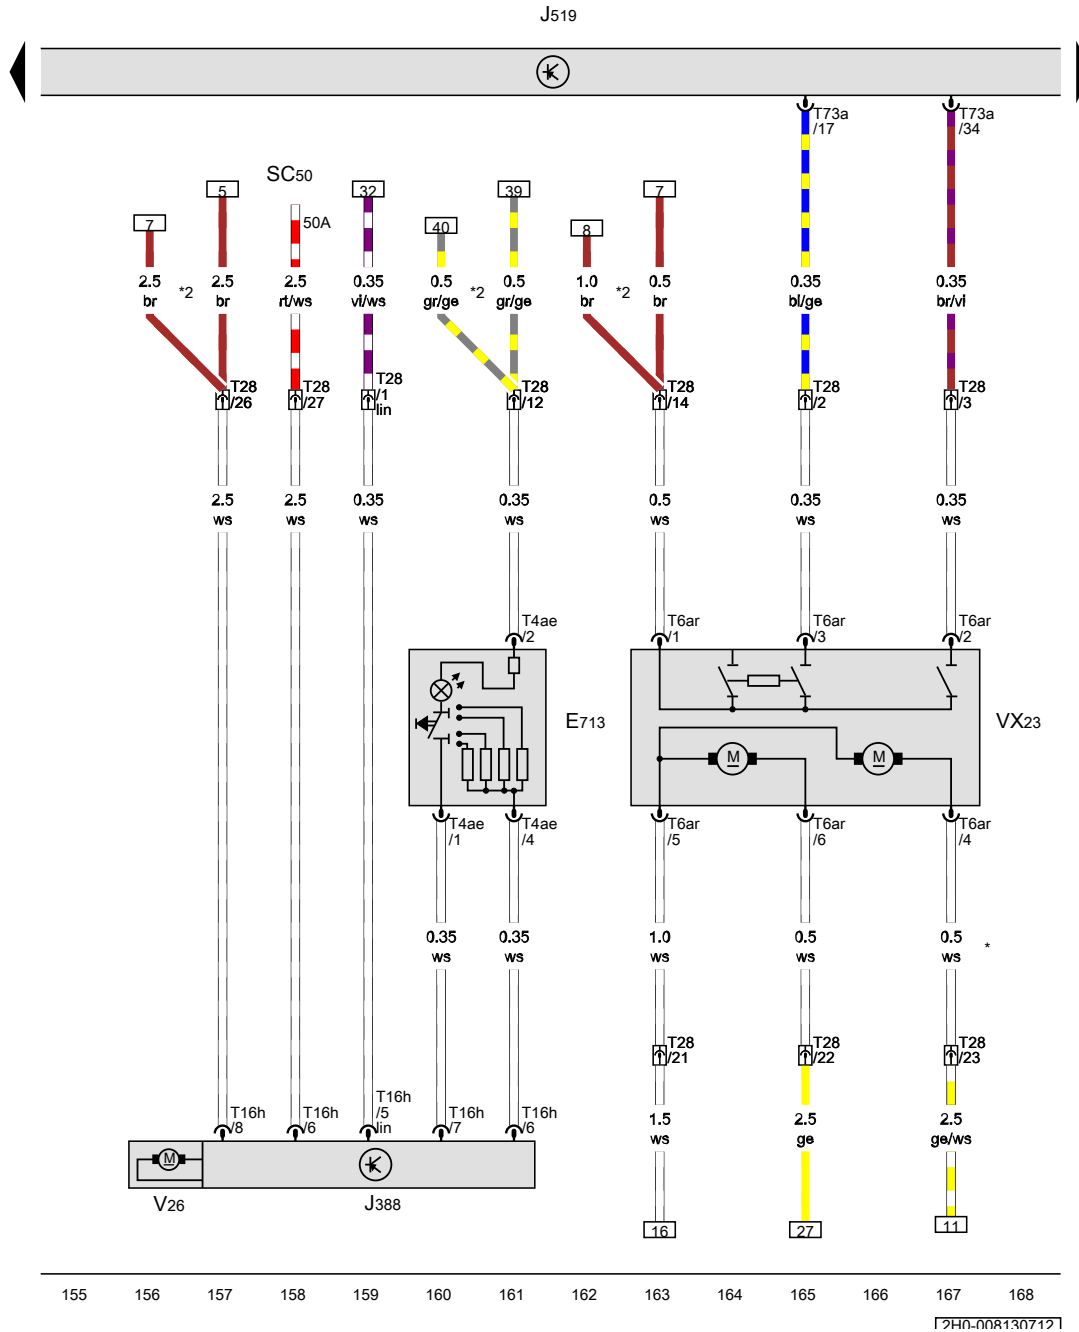 J519
T73a
/17
T73a
/34
SC50
5
32
39
7
7
40
8
50A
2.5
br
*2
2.5
br
2.5
rt/ws
0.35
vi/ws
0.5
gr/ge
*2
0.5
gr/ge
1.0
br
*2
0.5
br
0.35
bl/ge
0.35
br/vi
T28
/26
T28
/27
T28
/1
lin
T28
/12
T28
/14
T28
/2
T28
/3
2.5
ws
2.5
ws
0.35
ws
0.35
ws
0.5
ws
0.35
ws
0.35
ws
T4ae
/2
T6ar
/1
T6ar
/3
T6ar
/2
E713
VX23
M
M
T4ae
/1
T4ae
/4
T6ar
/5
T6ar
/6
T6ar
/4
0.35
ws
0.35
ws
1.0
ws
0.5
ws
0.5
ws
*
T28
/21
T28
/22
T28
/23
T16h
/8
T16h
/6
T16h
/5
lin
T16h
/7
T16h
/6
1.5
ws
2.5
ge
2.5
ge/ws
M
V26
J388
16
27
11
155 156 157 158 159 160 161 162 163 164 165 166 167 168
2H0-008130712